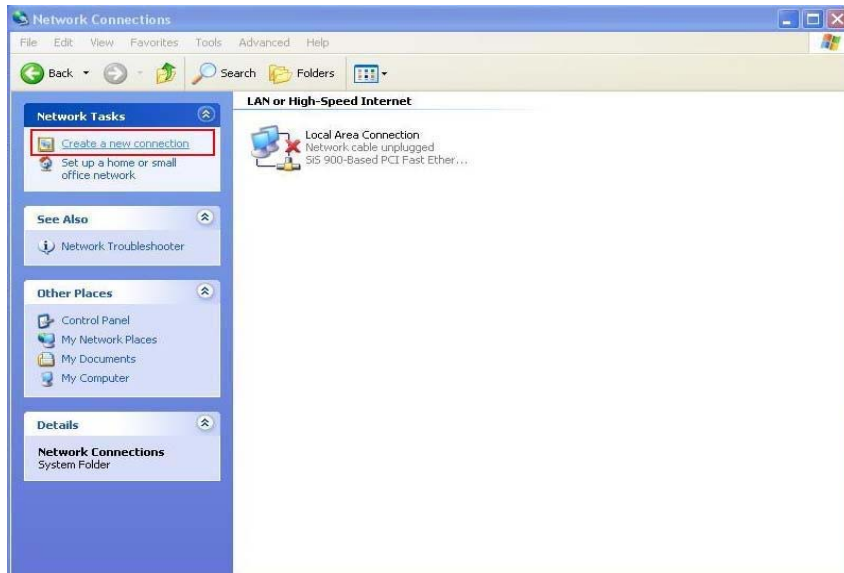 Network Connections
File Edit View Favorites Tools Advanced Help
Back Search Folders
Network Tasks
Create a new connection
Set up a home or small
office network
See Also
Network Troubleshooter
Other Places
Control Panel
My Network Places
My Documents
My Computer
Details
Network Connections
System Folder
LAN or High-Speed Internet
Local Area Connection
Network cable unplugged
SiS 900-Based PCI Fast Ether...